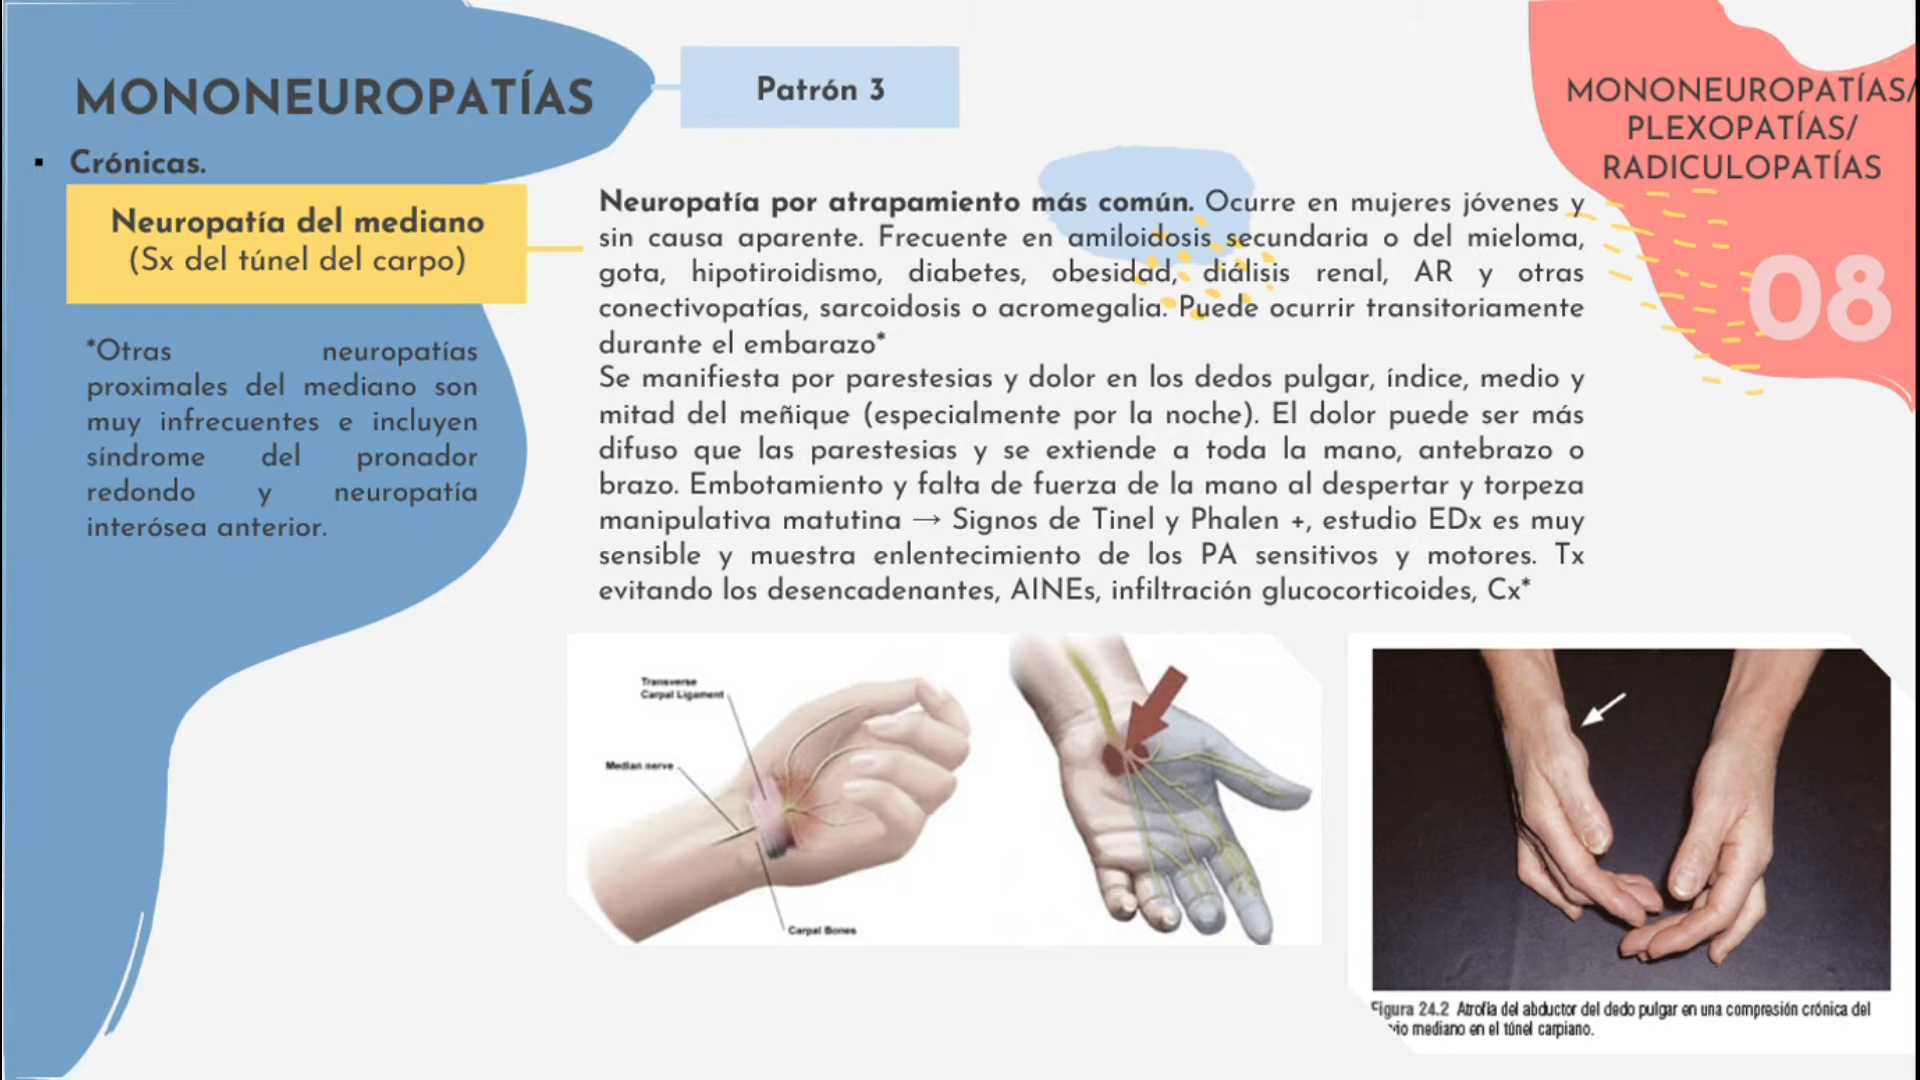 MONONEUROPATÍAS
Patrón 3
MONONEUROPATÍAS/
PLEXOPATÍAS/
RADICULOPATÍAS
08
▪ Crónicas.
Neuropatía del mediano
(Sx del túnel del carpo)
*Otras neuropatías
proximales del mediano son
muy infrecuentes e incluyen
síndrome del pronador
redondo y neuropatía
interósea anterior.
Neuropatía por atrapamiento más común. Ocurre en mujeres jóvenes y
sin causa aparente. Frecuente en amiloidosis secundaria o del mieloma,
gota, hipotiroidismo, diabetes, obesidad, diálisis renal, AR y otras
conectivopatías, sarcoidosis o acromegalia. Puede ocurrir transitoriamente
durante el embarazo*
Se manifiesta por parestesias y dolor en los dedos pulgar, índice, medio y
mitad del meñique (especialmente por la noche). El dolor puede ser más
difuso que las parestesias y se extiende a toda la mano, antebrazo o
brazo. Embotamiento y falta de fuerza de la mano al despertar y torpeza
manipulativa matutina → Signos de Tinel y Phalen +, estudio EDx es muy
sensible y muestra enlentecimiento de los PA sensitivos y motores. Tx
evitando los desencadenantes, AINEs, infiltración glucocorticoides, Cx*
Transverse
Carpal Ligament
Median nerve
Carpal Bones
Figura 24.2 Atrofia del abductor del dedo pulgar en una compresión crónica del
mediano en el túnel carpiano.